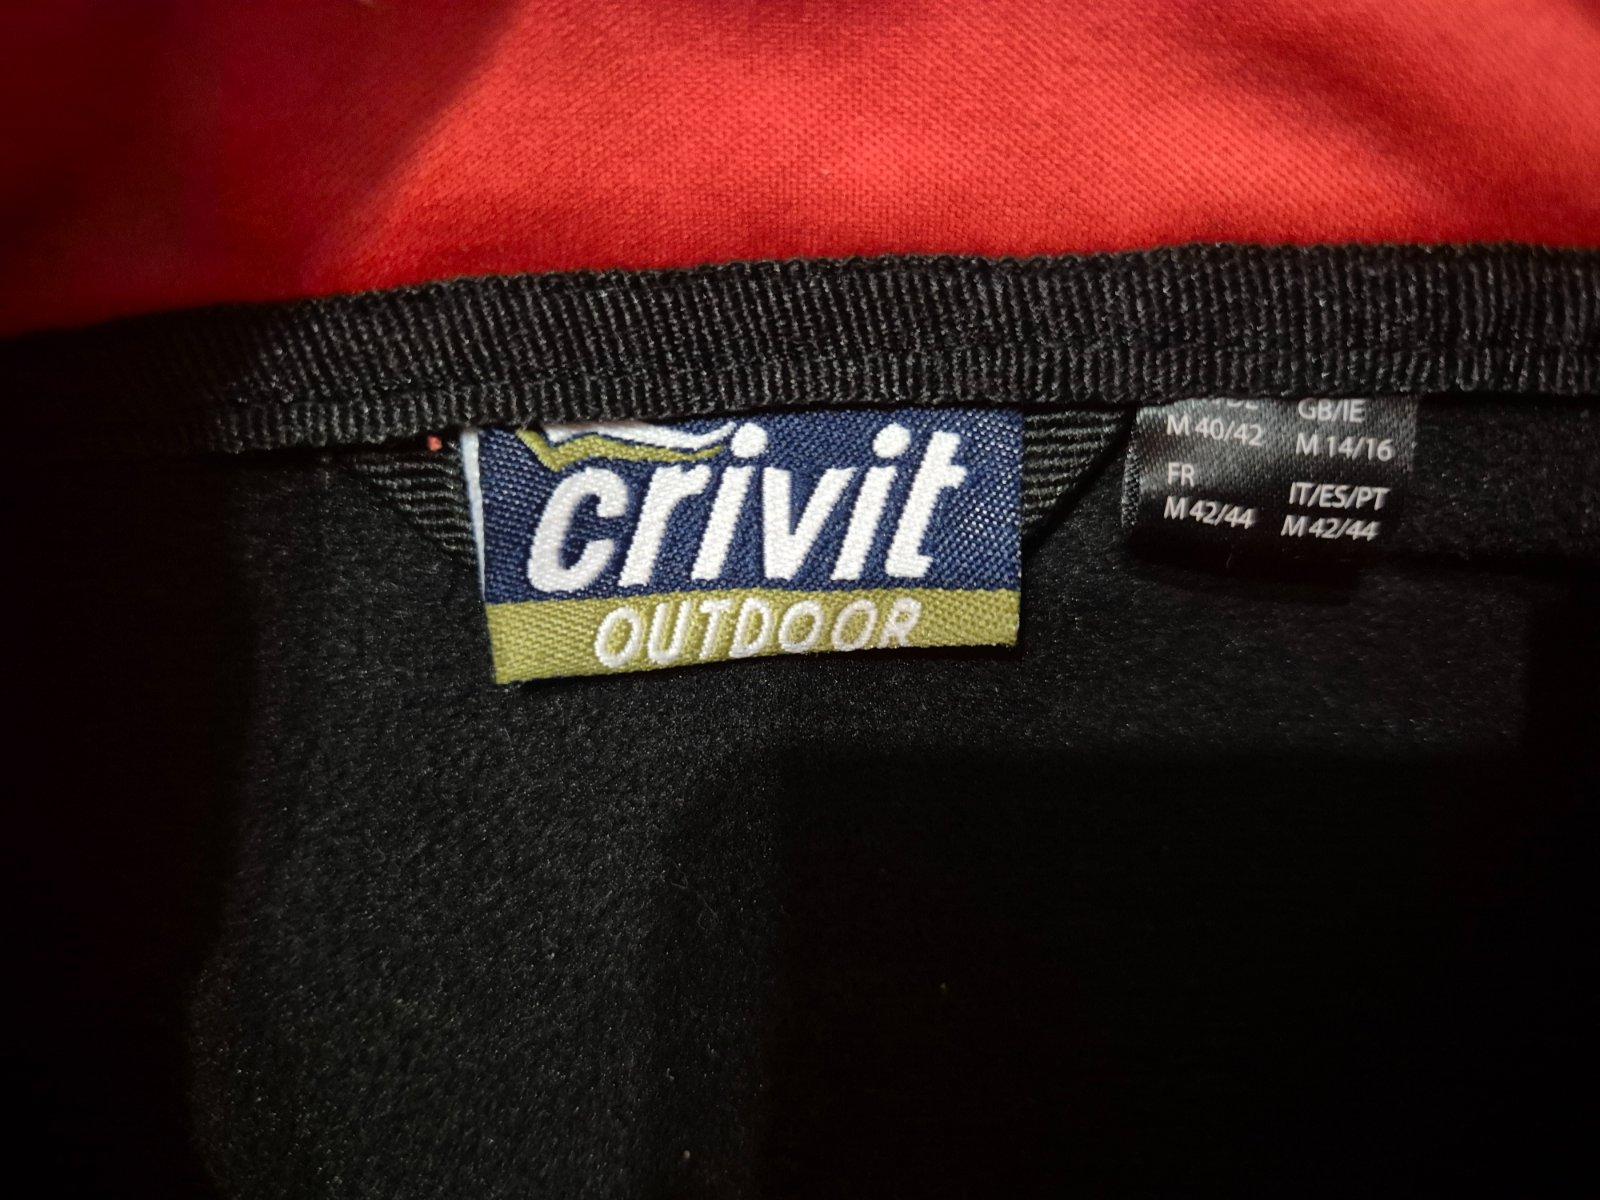 crivit
OUTDOOR
M 40/42
FR
M 42/44
GB/IE
M 14/16
IT/ES/PT
M 42/44